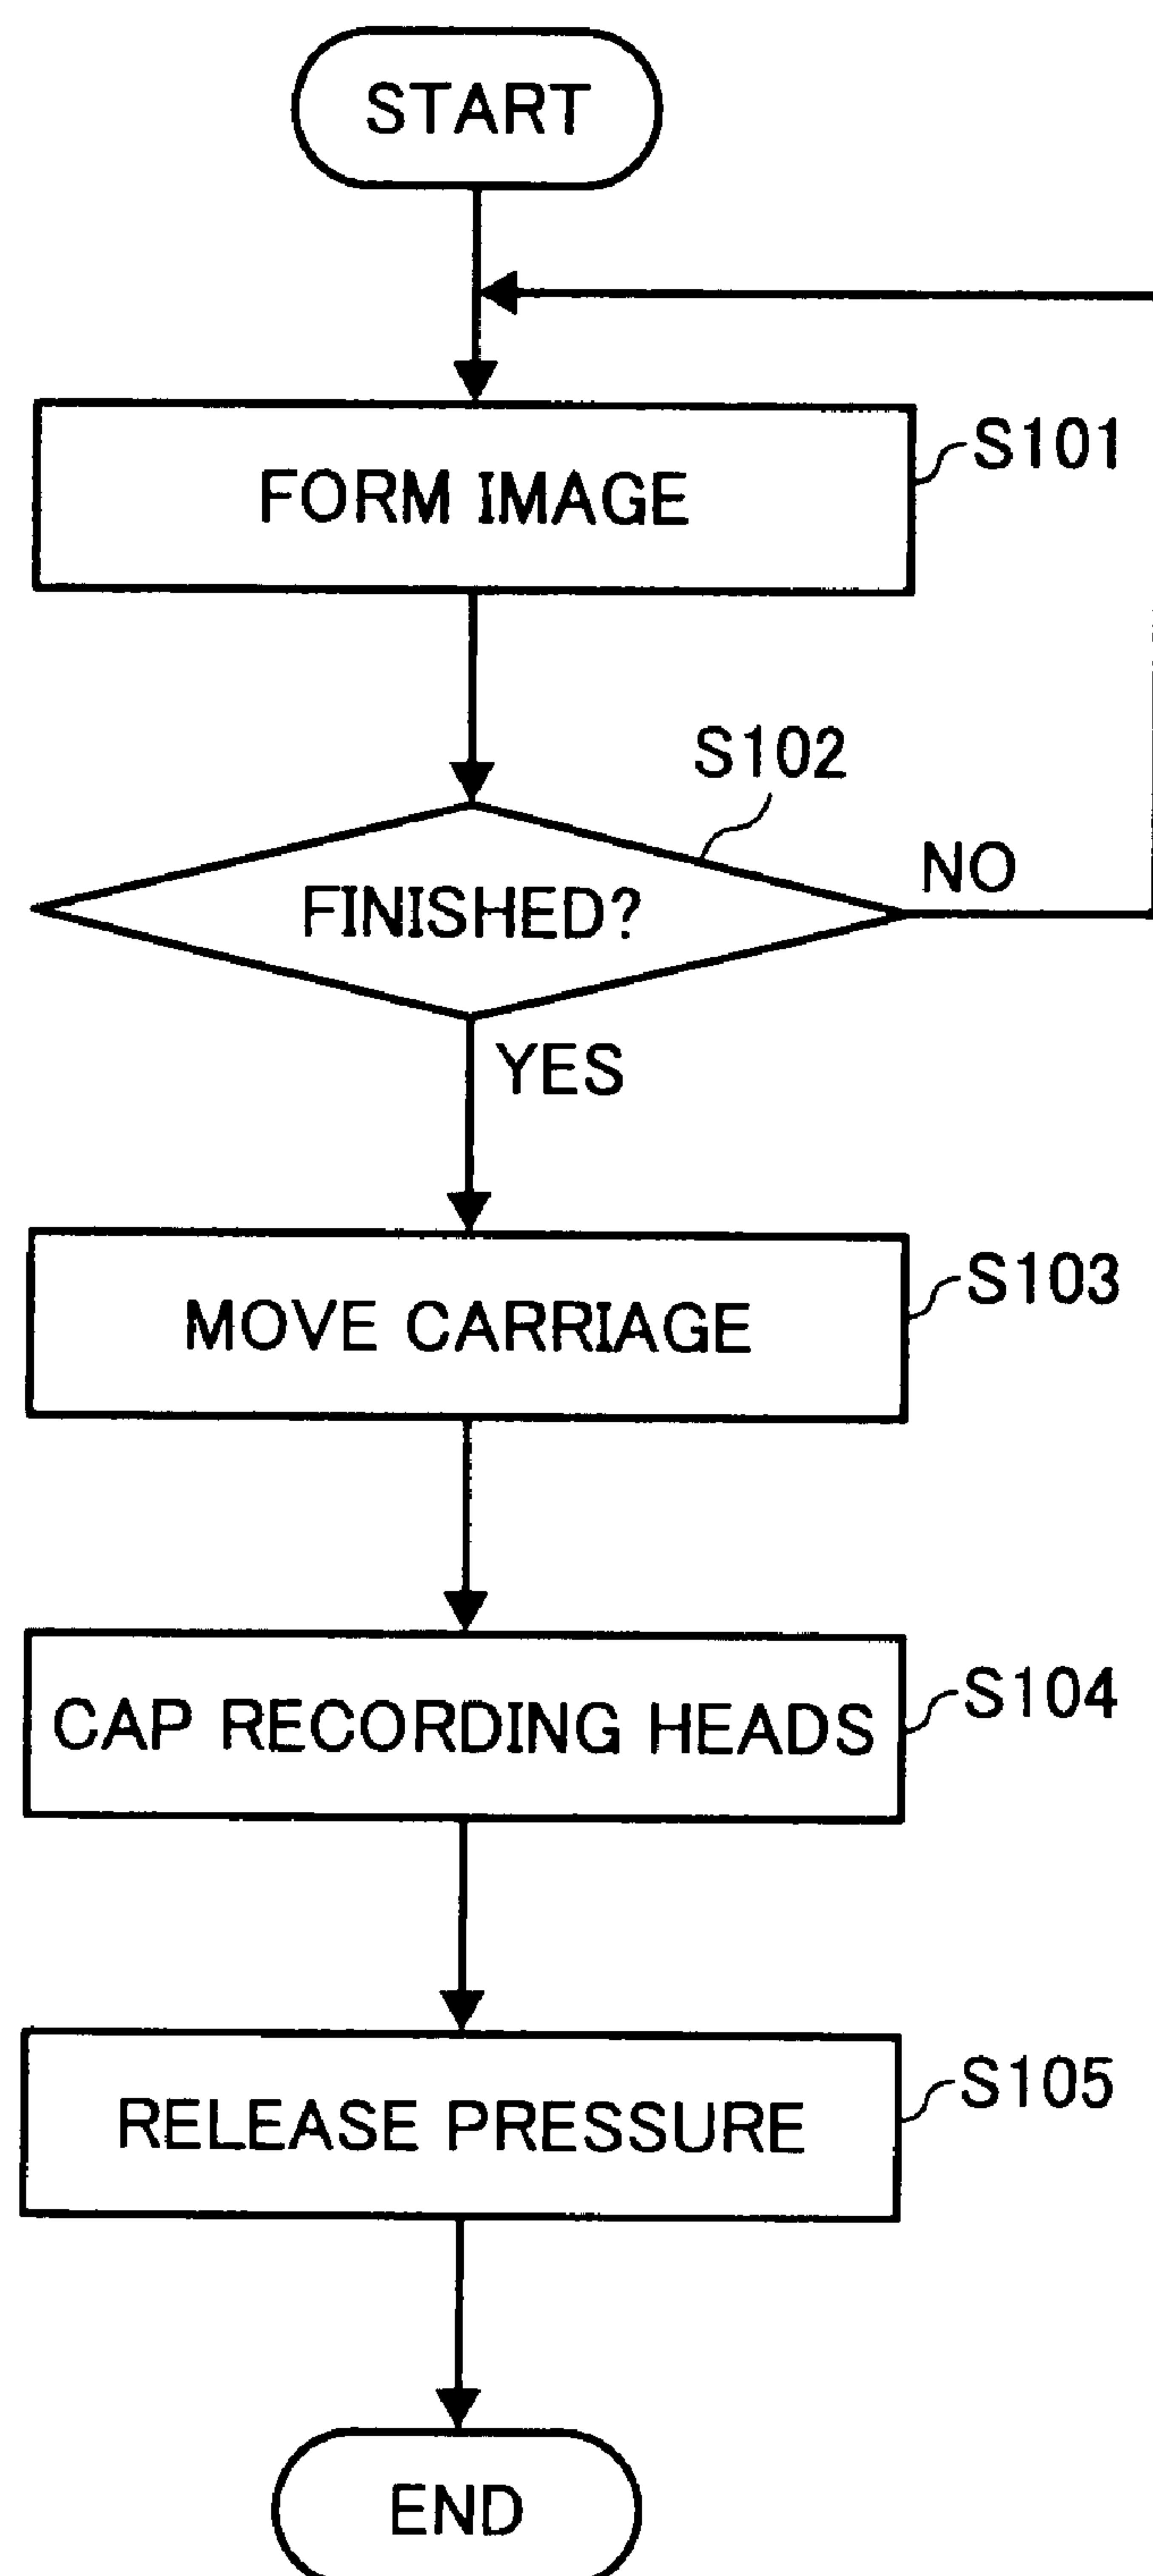 START
FORM IMAGE
S101
S102
FINISHED?
NO
YES
MOVE CARRIAGE
S103
CAP RECORDING HEADS
S104
RELEASE PRESSURE
S105
END